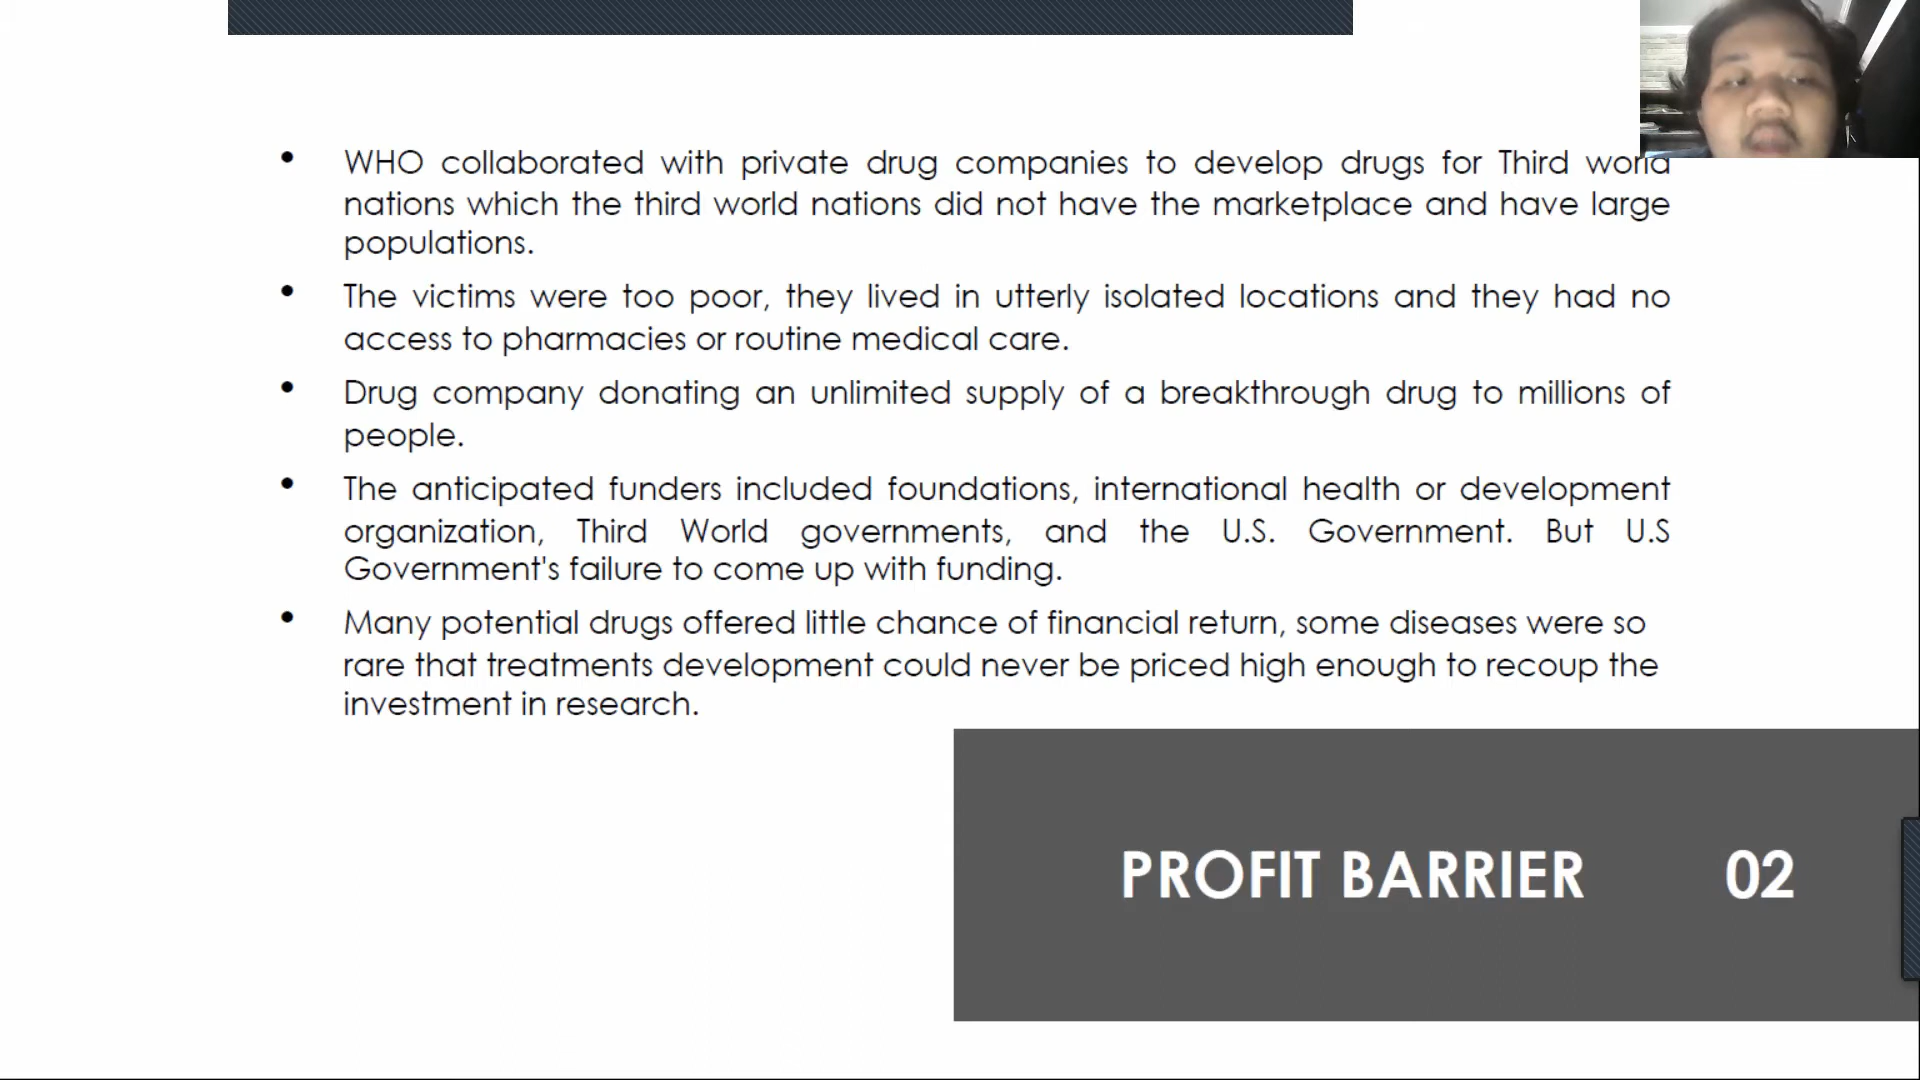 • WHO collaborated with private drug companies to develop drugs for Third world
nations which the third world nations did not have the marketplace and have large
populations.
• The victims were too poor, they lived in utterly isolated locations and they had no
access to pharmacies or routine medical care.
• Drug company donating an unlimited supply of a breakthrough drug to millions of
people.
• The anticipated funders included foundations, international health or development
organization, Third World governments, and the U.S. Government. But U.S
Government's failure to come up with funding.
• Many potential drugs offered little chance of financial return, some diseases were so
rare that treatments development could never be priced high enough to recoup the
investment in research.
PROFIT BARRIER 02